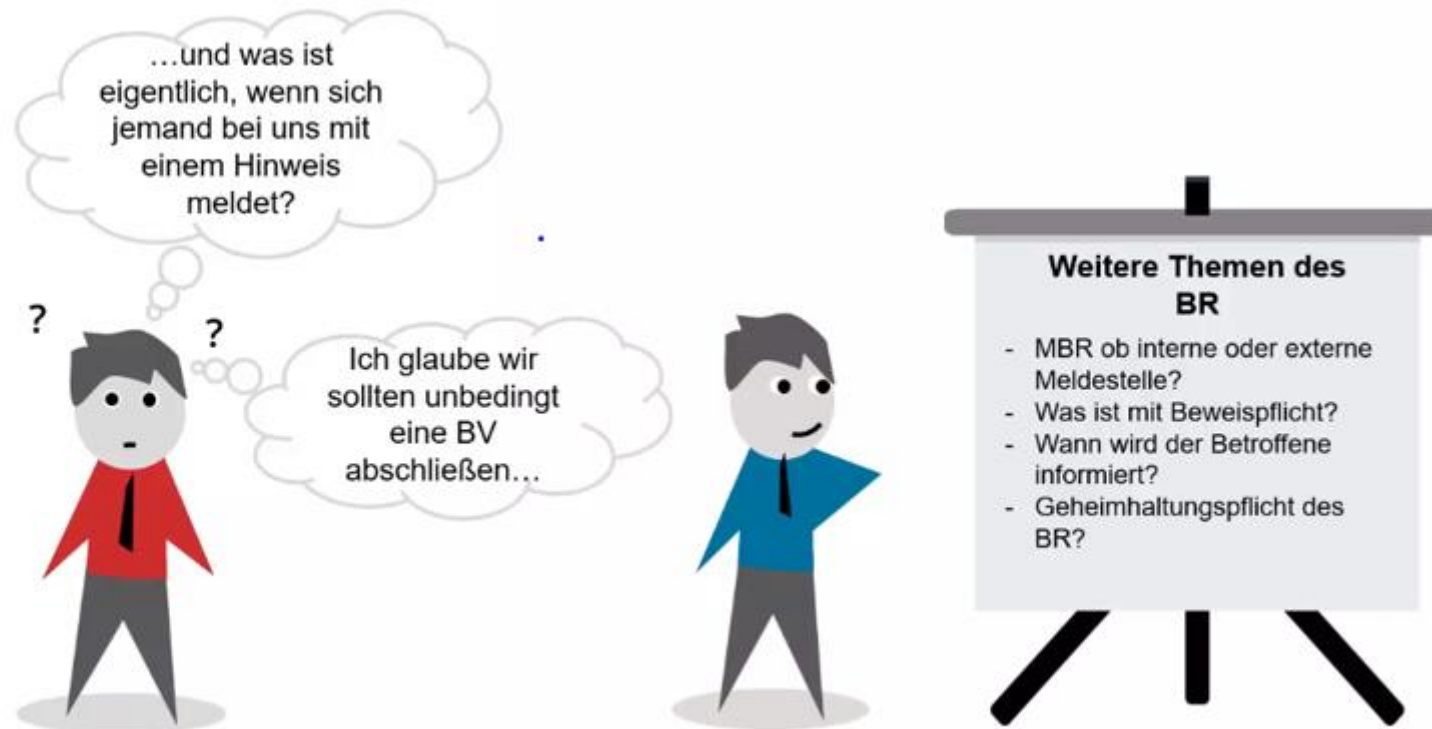 ...und was ist
eigentlich, wenn sich
jemand bei uns mit
einem Hinweis
meldet?
?
?
Ich glaube wir
sollten unbedingt
eine BV
abschließen...
Weitere Themen des
BR
- MBR ob interne oder externe
Meldestelle?
- Was ist mit Beweispflicht?
- Wann wird der Betroffene
informiert?
- Geheimhaltungspflicht des
BR?